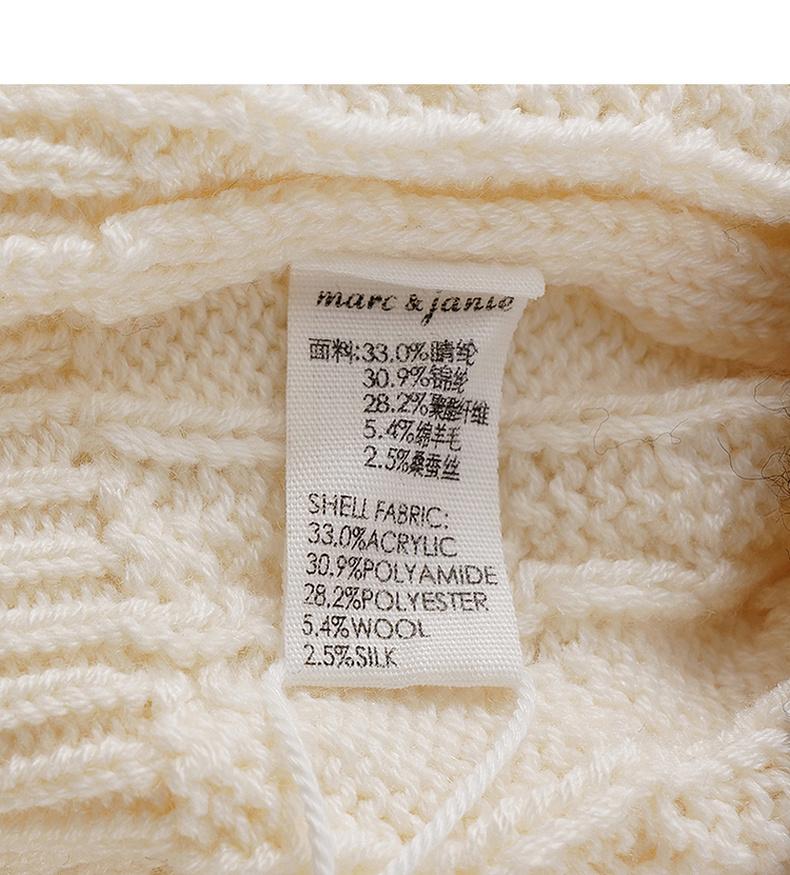 marc & janie
面料:33.0%腈纶
30.9%锦纶
28.2%聚酯纤维
5.4%绵羊毛
2.5%桑蚕丝
SHELL FABRIC:
33.0%ACRYLIC
30.9%POLYAMIDE
28.2%POLYESTER
5.4%WOOL
2.5%SILK